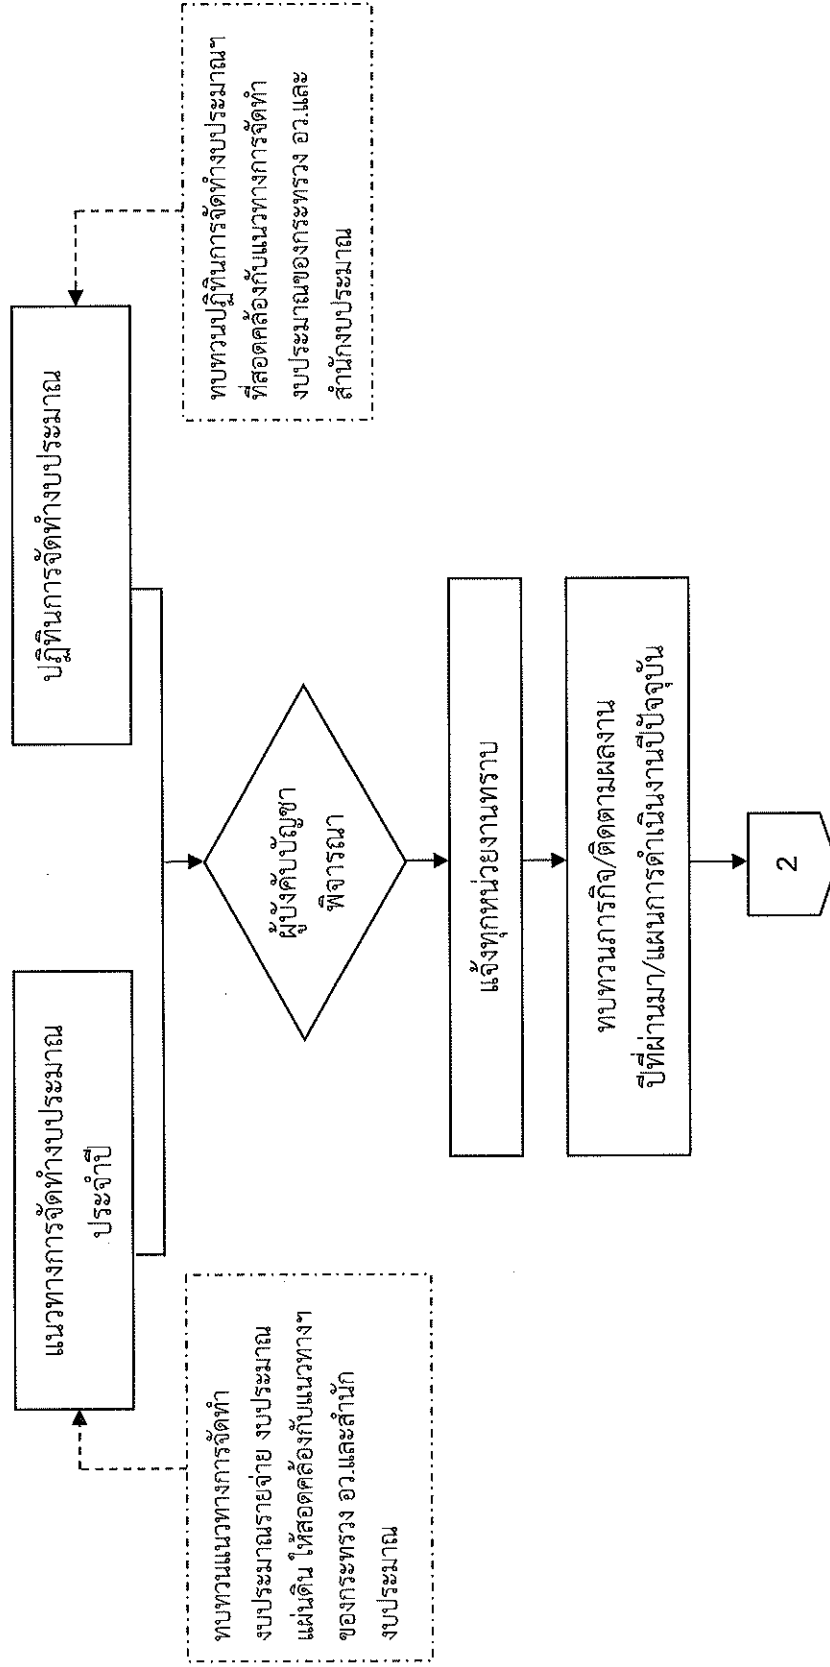 แนวทางการจัดทำงบประมาณ
ประจำปี
ปฏิทินการจัดทำงบประมาณ
ทบทวนแนวทางการจัดทำ
งบประมาณรายจ่าย งบประมาณ
แผ่นดิน ให้สอดคล้องกับแนวทางฯ
ของกระทรวง อว.และสำนัก
งบประมาณ
ทบทวนปฏิทินการจัดทำงบประมาณฯ
ที่สอดคล้องกับแนวทางการจัดทำ
งบประมาณของกระทรวง อว.และ
สำนักงบประมาณ
ผู้บังคับบัญชา
พิจารณา
แจ้งทุกหน่วยงานทราบ
ทบทวนภารกิจ/ติดตามผลงาน
ปีที่ผ่านมา/แผนการดำเนินงานปีปัจจุบัน
2